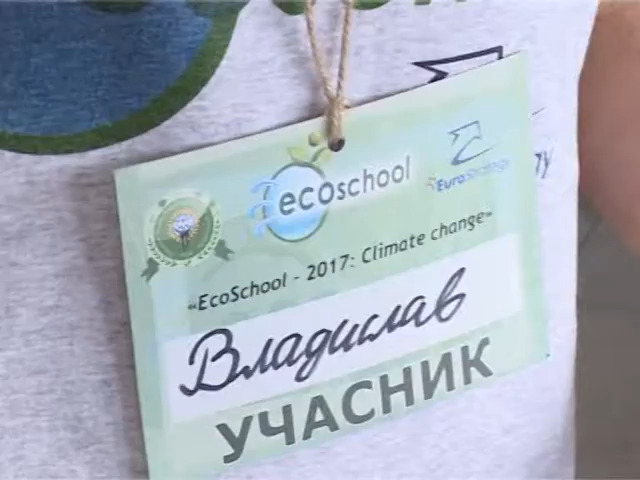 ecoschool
EuroStrategy
«EcoSchool - 2017: Climate change»
Владислав
УЧАСНИК